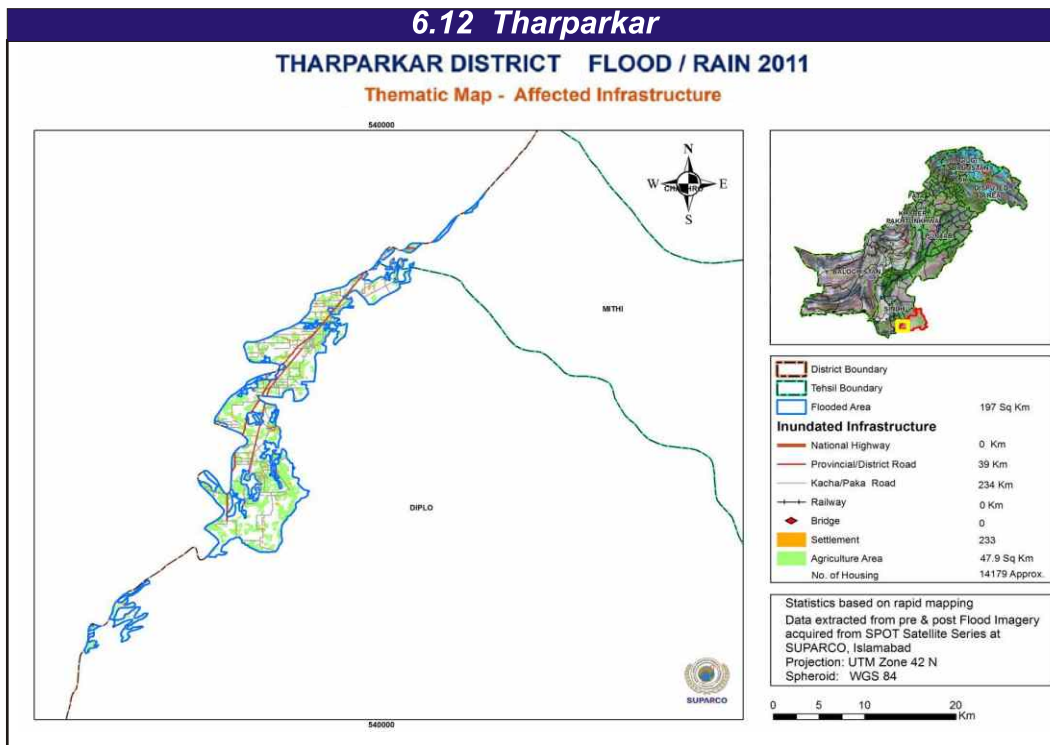 6.12 Tharparkar
THARPARKAR DISTRICT FLOOD / RAIN 2011
Thematic Map - Affected Infrastructure
540000
N
W E
S
MITHI
DIPLO
540000
SUPARCO
BALOCHISTAN
SINDH
District Boundary
Tehsil Boundary
Flooded Area 197 Sq Km
Inundated Infrastructure
National Highway 0 Km
Provincial/District Road 39 Km
Kacha/Paka Road 234 Km
Railway 0 Km
Bridge 0
Settlement 233
Agriculture Area 47.9 Sq Km
No. of Housing 14179 Approx.
Statistics based on rapid mapping
Data extracted from pre & post Flood Imagery
acquired from SPOT Satellite Series at
SUPARCO, Islamabad
Projection: UTM Zone 42 N
Spheroid: WGS 84
0 5 10 20
Km